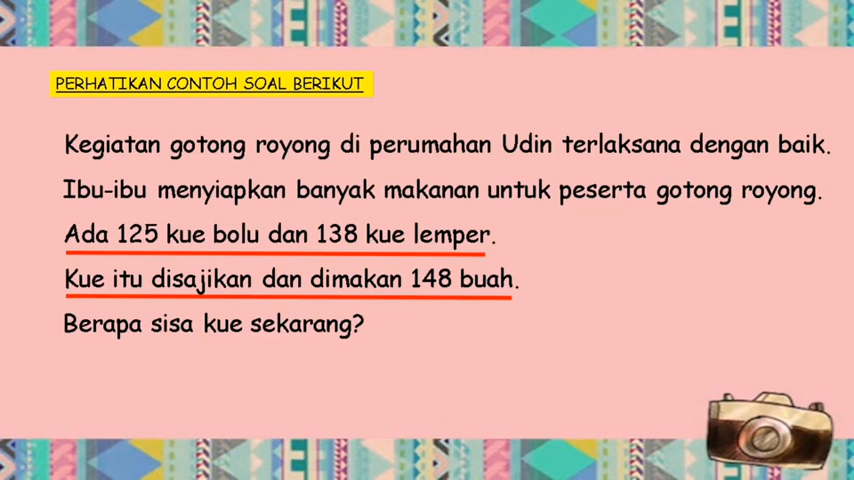 PERHATIKAN CONTOH SOAL BERIKUT
Kegiatan gotong royong di perumahan Udin terlaksana dengan baik.
Ibu-ibu menyiapkan banyak makanan untuk peserta gotong royong.
Ada 125 kue bolu dan 138 kue lemper.
Kue itu disajikan dan dimakan 148 buah.
Berapa sisa kue sekarang?